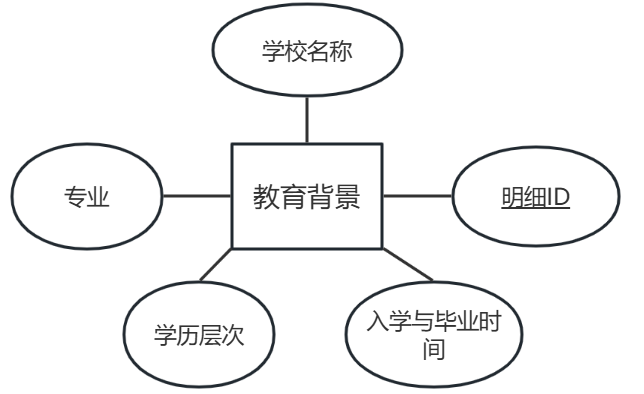 学校名称
专业
教育背景
明细ID
学历层次
入学与毕业时
间